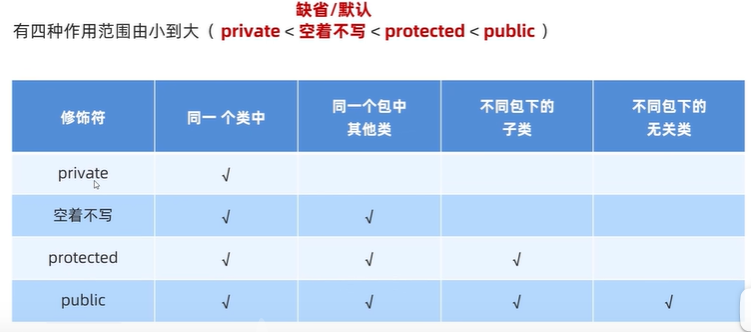 缺省/默认
有四种作用范围由小到大（ private < 空着不写 < protected < public ）
修饰符 同一个类中 同一个包中其他类 不同包下的子类 不同包下的无关类
private √
空着不写 √ √
protected √ √ √
public √ √ √ √